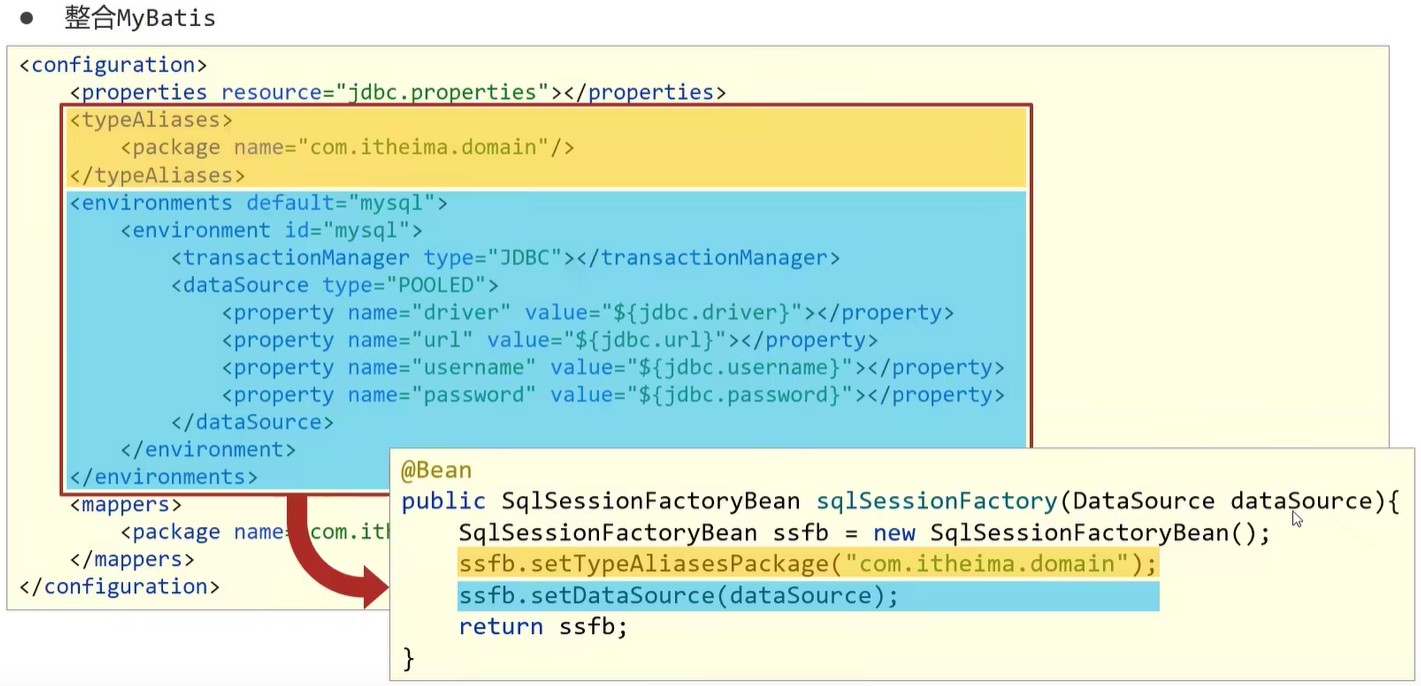 ● 整合MyBatis
<configuration>
<properties resource="jdbc.properties"></properties>
<typeAliases>
<package name="com.itheima.domain"/>
</typeAliases>
<environments default="mysql">
<environment id="mysql">
<transactionManager type="JDBC"></transactionManager>
<dataSource type="POOLED">
<property name="driver" value="${jdbc.driver}"></property>
<property name="url" value="${jdbc.url}"></property>
<property name="username" value="${jdbc.username}"></property>
<property name="password" value="${jdbc.password}"></property>
</dataSource>
</environment>
</environments>
<mappers>
<package name= com.ith
</mappers>
</configuration>
@Bean
public SqlSessionFactoryBean sqlSessionFactory(DataSource dataSource){
SqlSessionFactoryBean ssfb = new SqlSessionFactoryBean();
ssfb.setTypeAliasesPackage("com.itheima.domain");
ssfb.setDataSource(dataSource);
return ssfb;
}